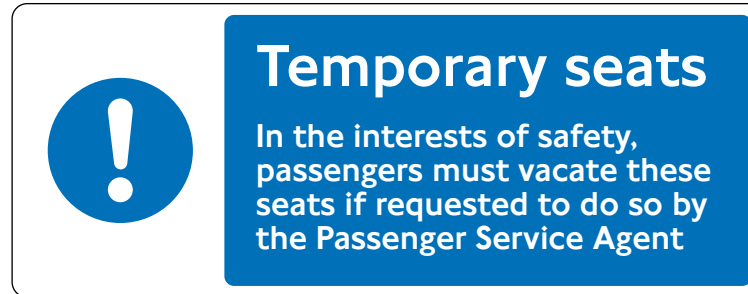 Temporary seats
In the interests of safety,
passengers must vacate these
seats if requested to do so by
the Passenger Service Agent